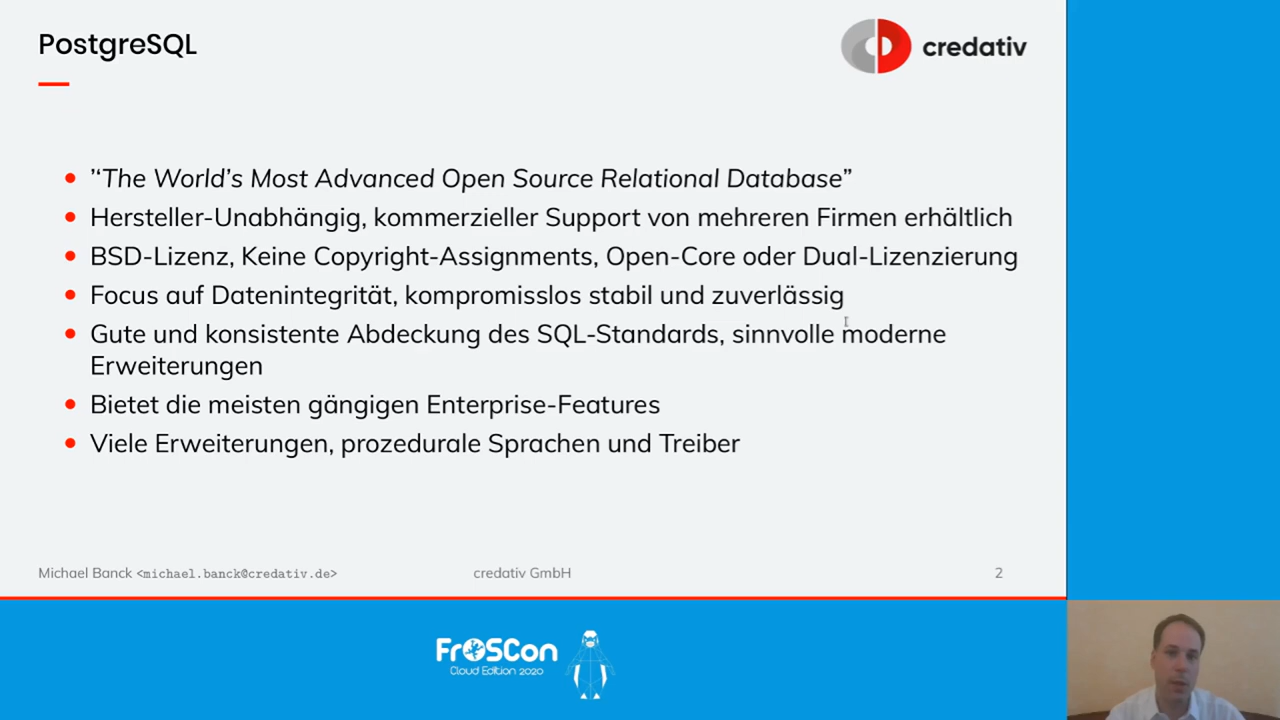 PostgreSQL
credativ
’‘The World’s Most Advanced Open Source Relational Database”
Hersteller-Unabhängig, kommerzieller Support von mehreren Firmen erhältlich
BSD-Lizenz, Keine Copyright-Assignments, Open-Core oder Dual-Lizenzierung
Focus auf Datenintegrität, kompromisslos stabil und zuverlässig
Gute und konsistente Abdeckung des SQL-Standards, sinnvolle moderne
Erweiterungen
Bietet die meisten gängigen Enterprise-Features
Viele Erweiterungen, prozedurale Sprachen und Treiber
Michael Banck <michael.banck@credativ.de>
credativ GmbH
2
FrOSCon
Cloud Edition 2020